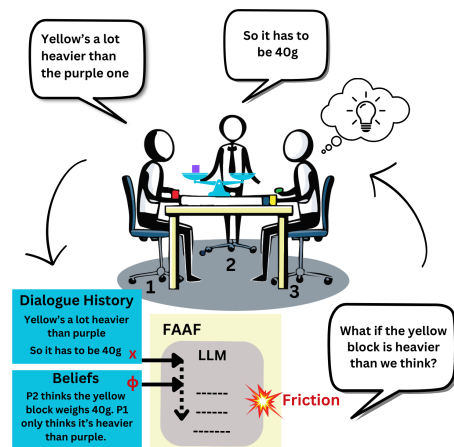 Yellow's a lot
heavier than
the purple one
So it has to
be 40g
1
2
3
Dialogue History
Yellow's a lot heavier
than purple
So it has to be 40g x
Beliefs
ϕ
P2 thinks the yellow
block weighs 40g. P1
only thinks it's heavier
than purple.
FAAF
LLM
Friction
What if the yellow
block is heavier
than we think?